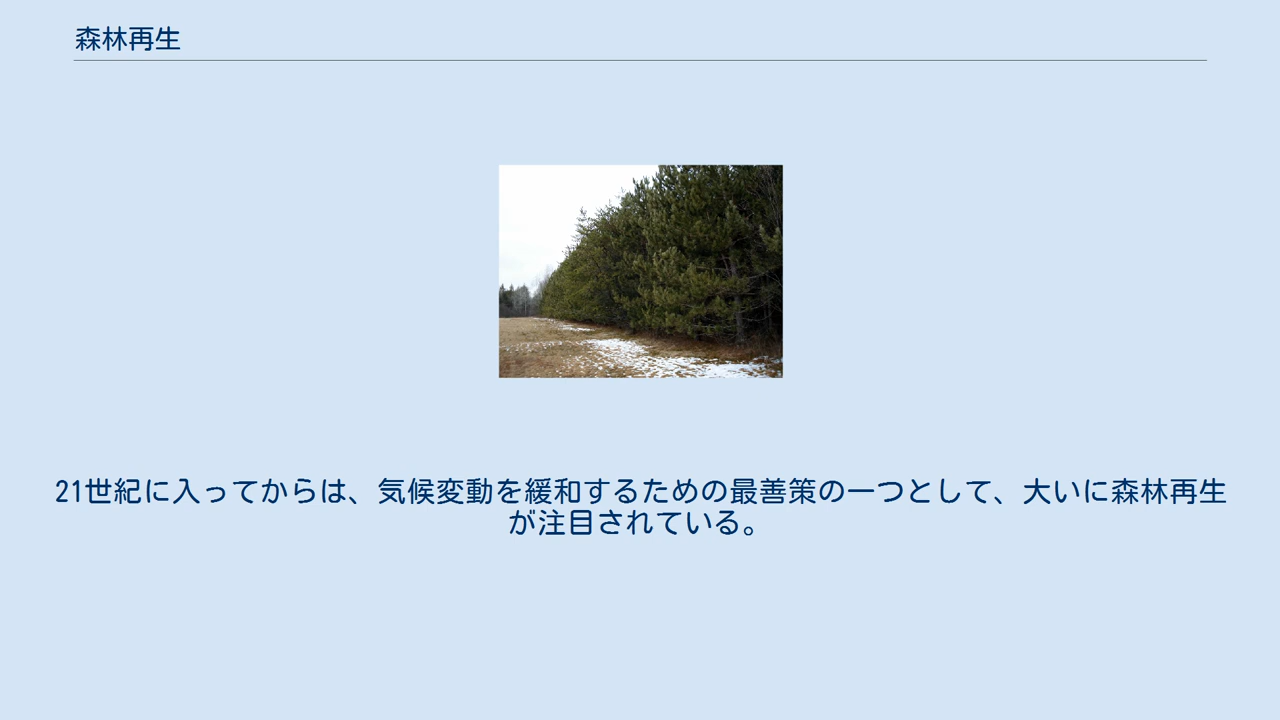 森林再生
21世紀に入ってからは、気候変動を緩和するための最善策の一つとして、大いに森林再生
が注目されている。